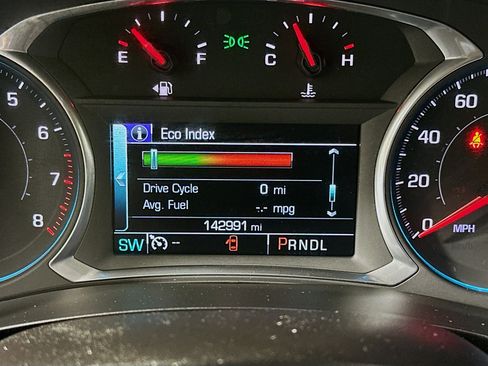 E F
C H
5
6
7
8
i Eco Index
Drive Cycle 0 mi
Avg. Fuel -.- mpg
142991 mi
SW -- PRNDL
60
40
20
0
MPH